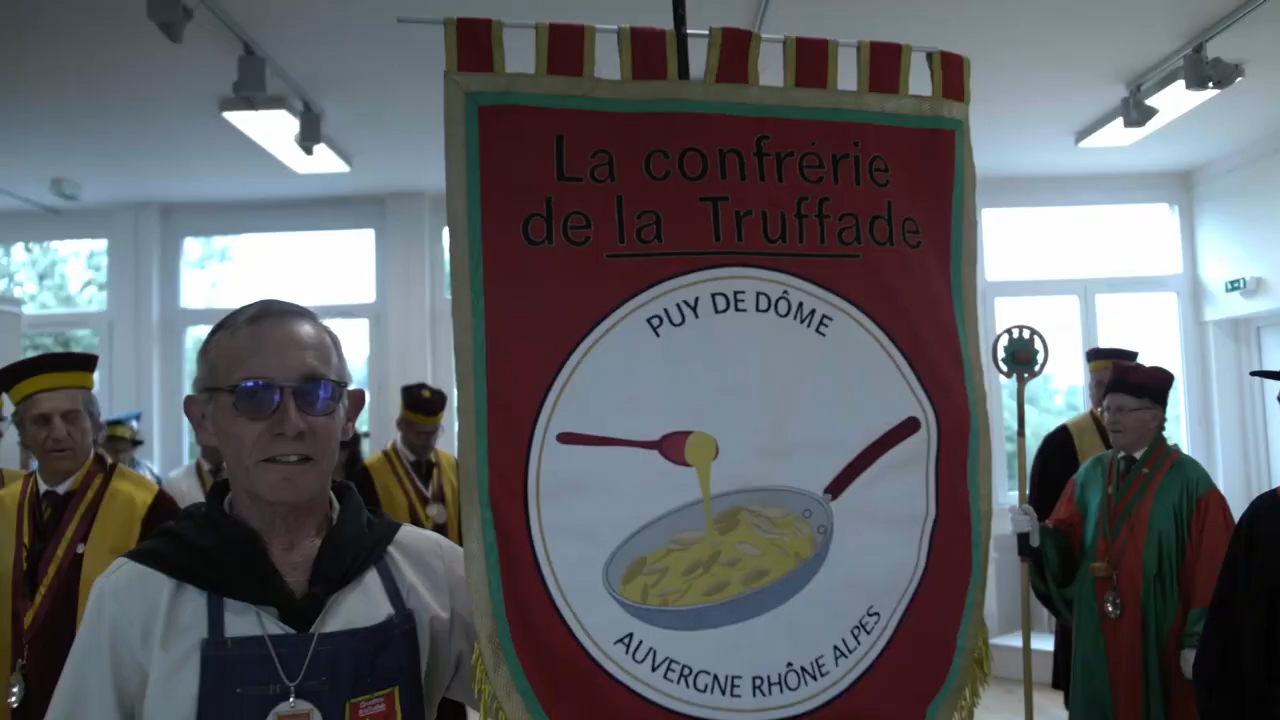 La confrérie
de la Truffade
PUY DE DÔME
AUVERGNE RHÔNE ALPES